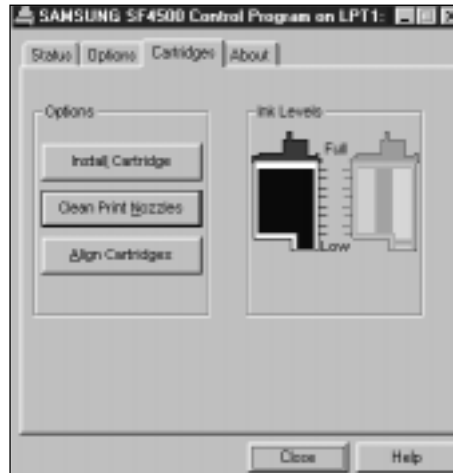 SAMSUNG SF4500 Control Program on LPT1:
Status Options Cartridges About
Options
Install Cartridge
Clean Print Nozzles
Align Cartridges
Ink Levels
Full
Low
Close Help